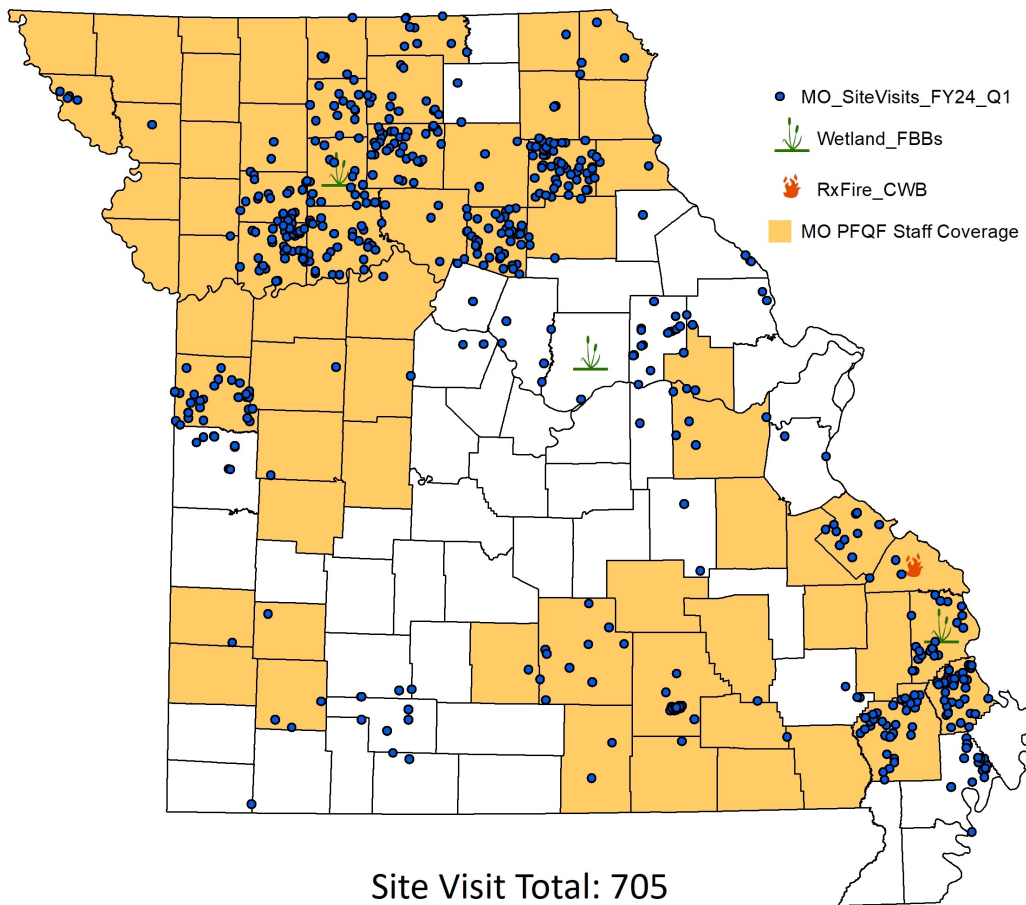 MO_SiteVisits_FY24_Q1
Wetland_FBBs
RxFire_CWB
MO PFQF Staff Coverage
Site Visit Total: 705